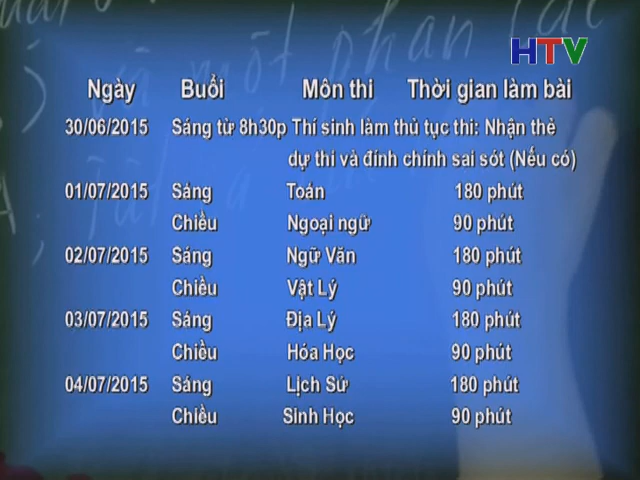 HTV
Ngày Buổi Môn thi Thời gian làm bài
30/06/2015 Sáng từ 8h30p Thí sinh làm thủ tục thi: Nhận thẻ
dự thi và đính chính sai sót (Nếu có)
01/07/2015 Sáng Toán 180 phút
Chiều Ngoại ngữ 90 phút
02/07/2015 Sáng Ngữ Văn 180 phút
Chiều Vật Lý 90 phút
03/07/2015 Sáng Địa Lý 180 phút
Chiều Hóa Học 90 phút
04/07/2015 Sáng Lịch Sử 180 phút
Chiều Sinh Học 90 phút